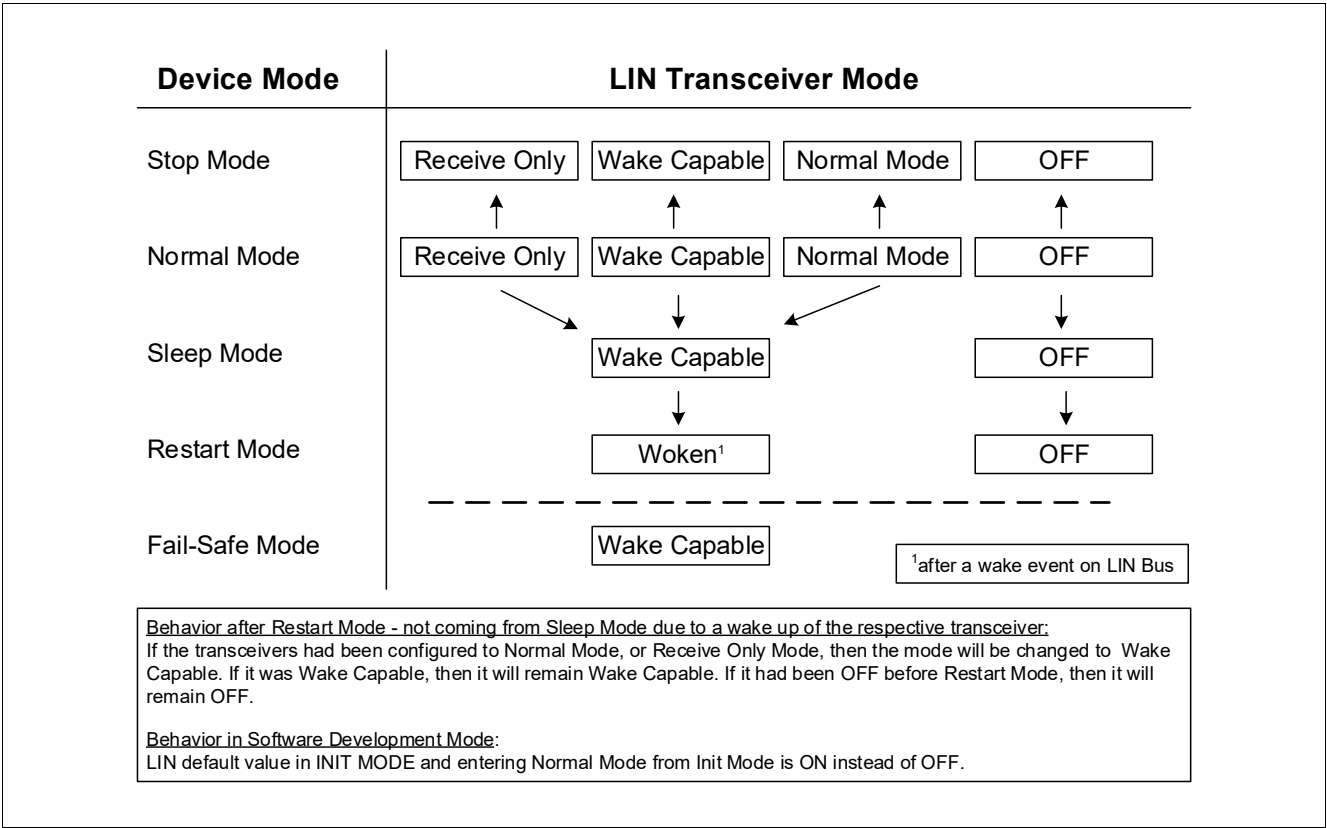 Device Mode LIN Transceiver Mode
Stop Mode Receive Only Wake Capable Normal Mode OFF
Normal Mode Receive Only Wake Capable Normal Mode OFF
Sleep Mode Wake Capable OFF
Restart Mode Woken¹ OFF
Fail-Safe Mode Wake Capable
¹after a wake event on LIN Bus
Behavior after Restart Mode - not coming from Sleep Mode due to a wake up of the respective transceiver:
If the transceivers had been configured to Normal Mode, or Receive Only Mode, then the mode will be changed to Wake
Capable. If it was Wake Capable, then it will remain Wake Capable. If it had been OFF before Restart Mode, then it will
remain OFF.
Behavior in Software Development Mode:
LIN default value in INIT MODE and entering Normal Mode from Init Mode is ON instead of OFF.